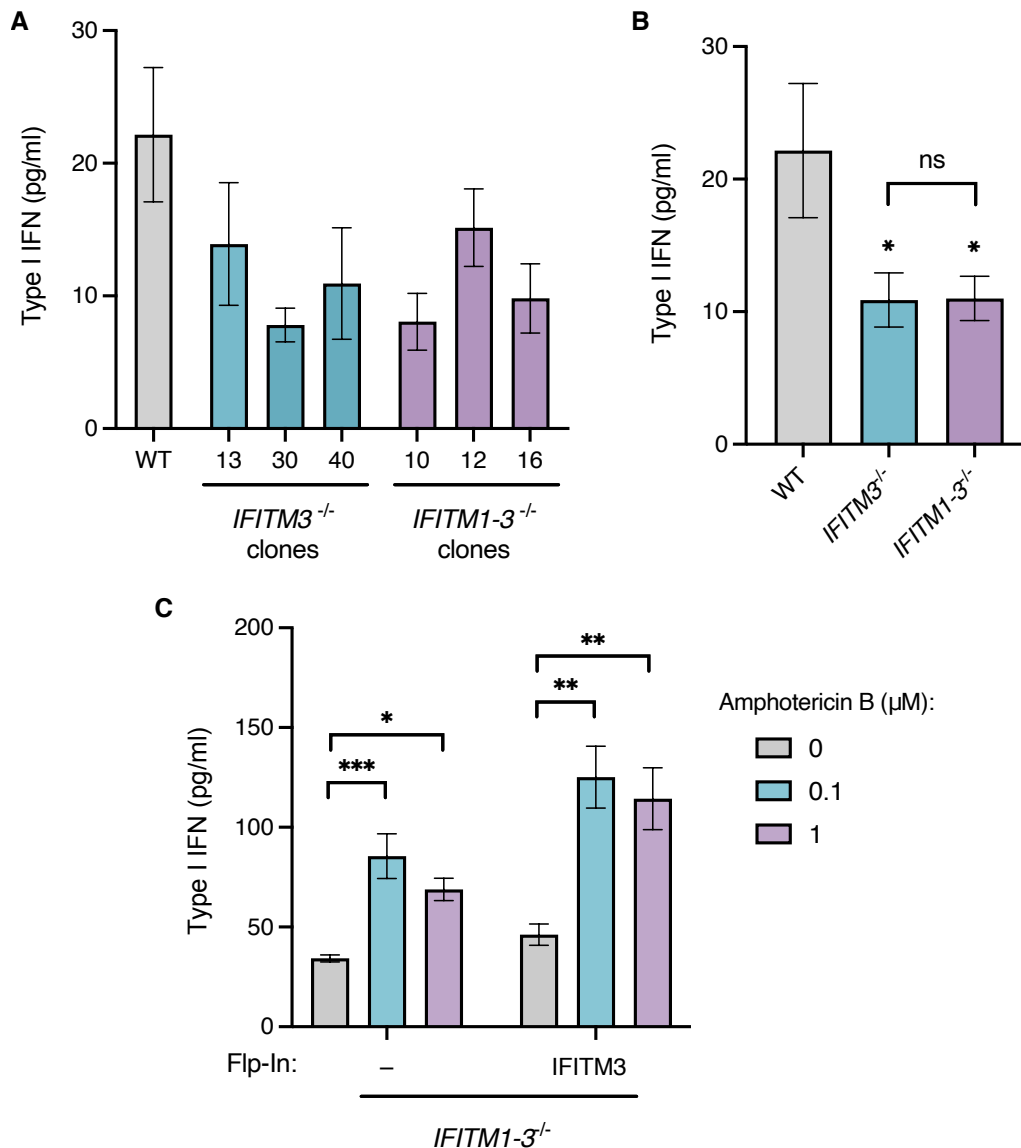 A
Type I IFN (pg/ml)
30
20
10
0
WT
13 30 40
10 12 16
IFITM3 -/-
clones
IFITM1-3 -/-
clones
B
Type I IFN (pg/ml)
30
20
10
0
ns
* *
WT
IFITM3-/-
IFITM1-3-/-
C
Type I IFN (pg/ml)
200
150
100
50
0
*
***
**
**
Flp-In: – IFITM3
IFITM1-3-/-
Amphotericin B (µM):
0
0.1
1